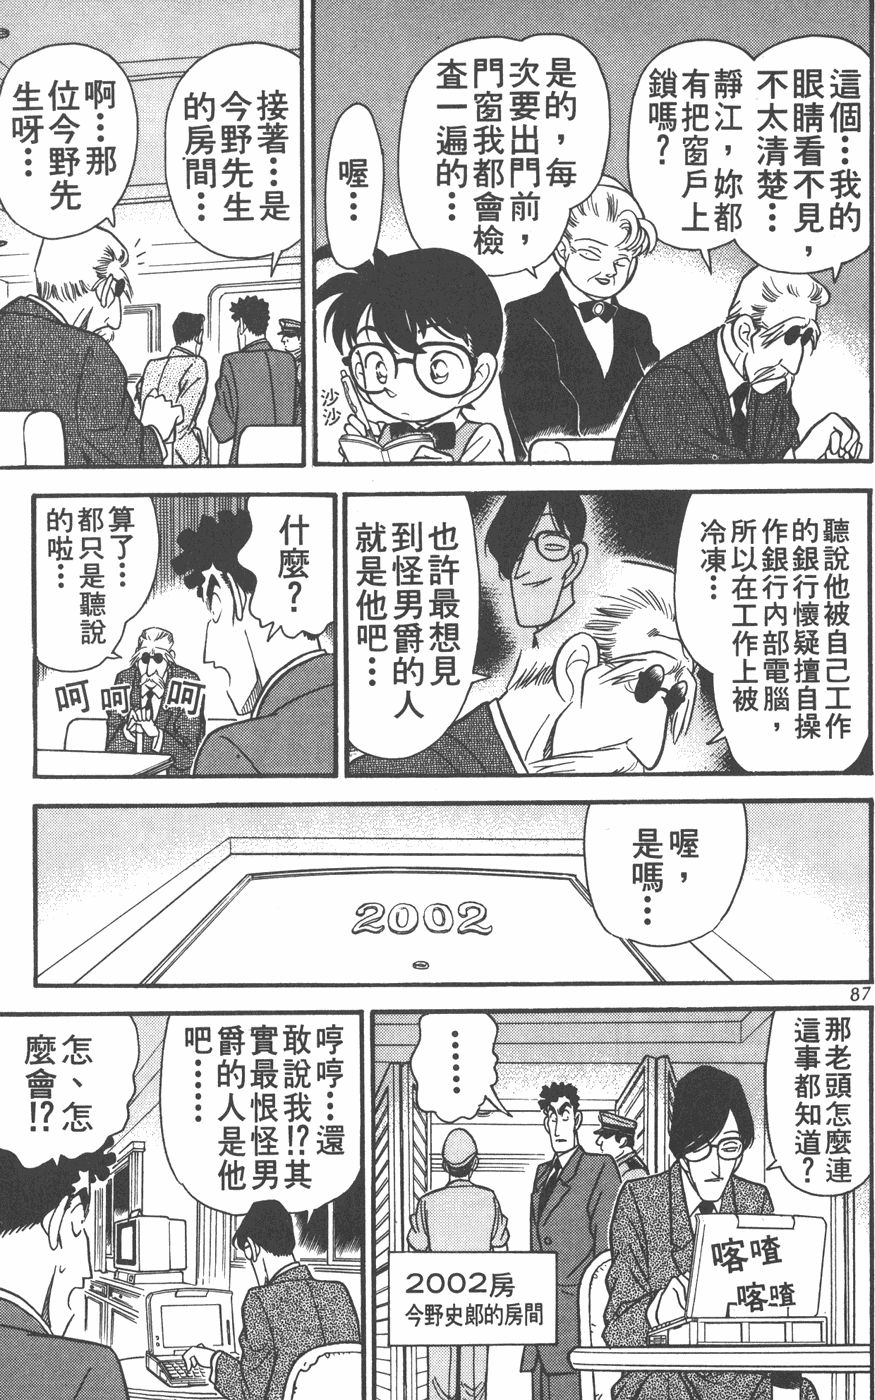 這個…我的
眼睛看不見，
不太清楚…
靜江，妳都
有把窗戶上
鎖嗎？
是的，每
次要出門前，
門窗我都會檢
查一遍的…
喔…
沙沙
接著…是
今野先生
的房間…
啊…那
位今野先
生呀…
聽說他被自己工作
的銀行懷疑擅自操
作銀行內部電腦，
所以在工作上被
冷凍…
也許最想見
到怪男爵的人
就是他吧…
什麼？
算了…
都只是聽說
的啦…
呵呵呵
喔，
是嗎…
2002
87
那老頭怎麼連
這事都知道？
…
喀喳
喀喳
2002房
今野史郎的房間
哼哼…還
敢說我!?其
實最恨怪男
爵的人是他
吧……
怎、怎
麼會!?